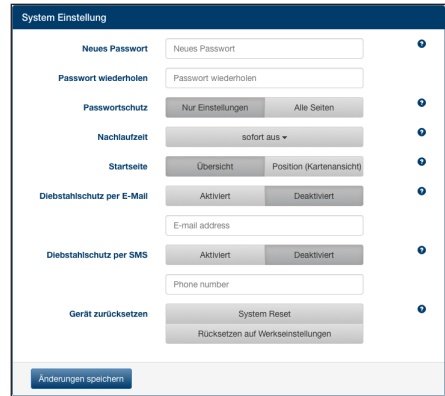 System Einstellung
Neues Passwort Neues Passwort
Passwort wiederholen Passwort wiederholen
Passwortschutz Nur Einstellungen Alle Seiten
Nachlaufzeit sofort aus
Startseite Übersicht Position (Kartenansicht)
Diebstahlschutz per E-Mail Aktiviert Deaktiviert
E-mail address
Diebstahlschutz per SMS Aktiviert Deaktiviert
Phone number
Gerät zurücksetzen System Reset
Rücksetzen auf Werkseinstellungen
Änderungen speichern